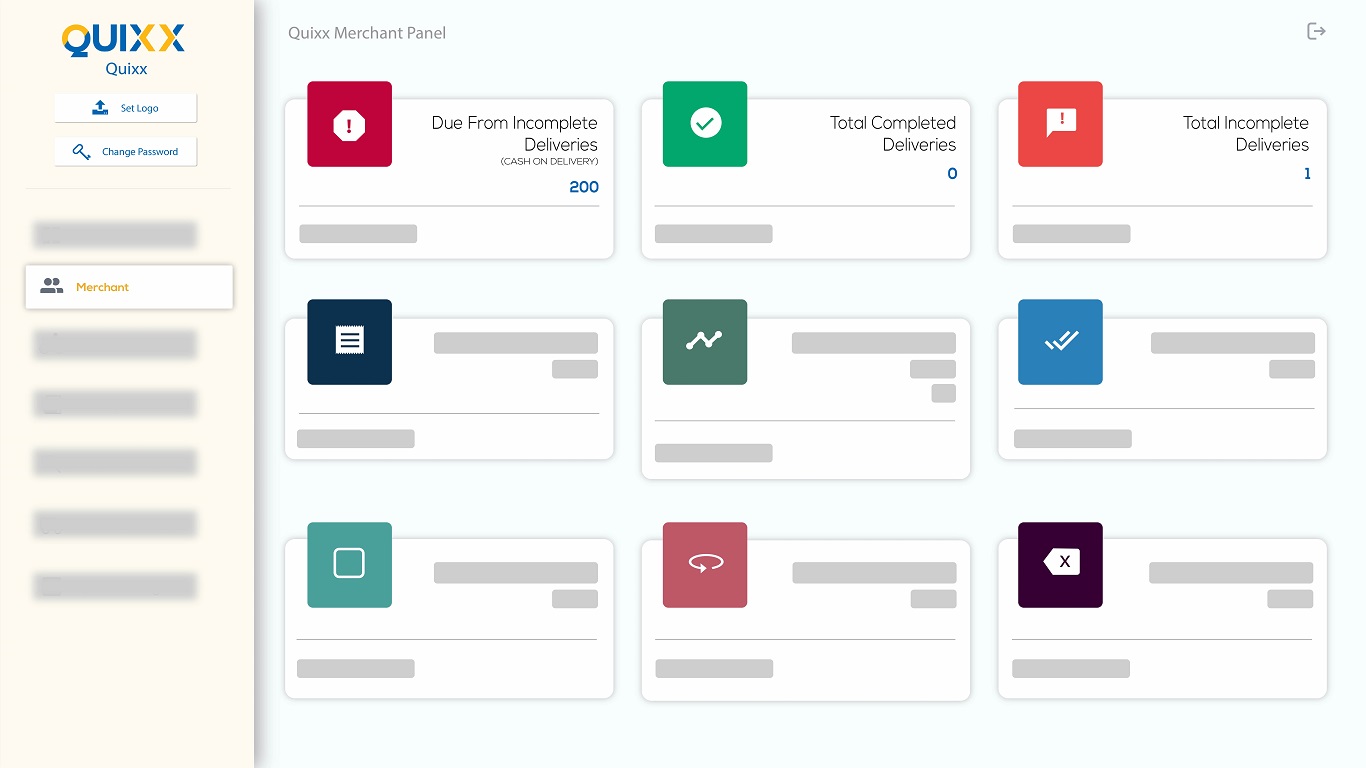 QUIXX
Quixx
Set Logo
Change Password
Merchant
Quixx Merchant Panel
Due From Incomplete
Deliveries
(CASH ON DELIVERY)
200
Total Completed
Deliveries
0
Total Incomplete
Deliveries
1
X